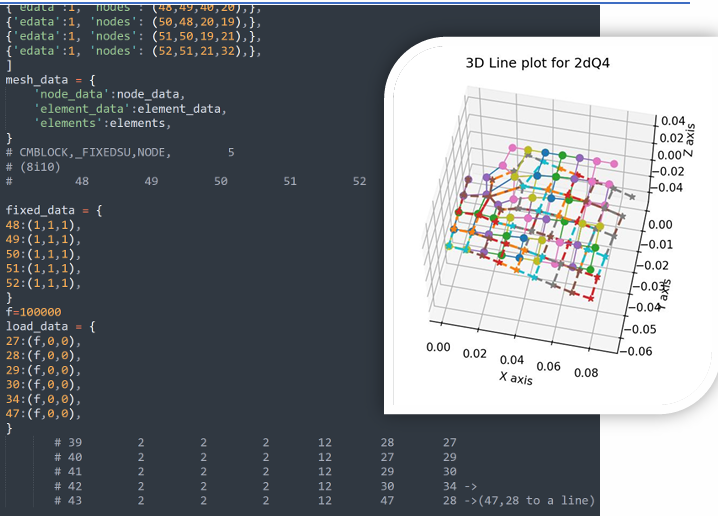 {'edata':1, 'nodes': (48,49,40,20),},
{'edata':1, 'nodes': (50,48,20,19),},
{'edata':1, 'nodes': (51,50,19,21),},
{'edata':1, 'nodes': (52,51,21,32),},
]
mesh_data = {
'node_data':node_data,
'element_data':element_data,
'elements':elements,
}
# CMBLOCK,_FIXEDSU,NODE, 5
# (8i10)
# 48 49 50 51 52
fixed_data = {
48:(1,1,1),
49:(1,1,1),
50:(1,1,1),
51:(1,1,1),
52:(1,1,1),
}
f=100000
load_data = {
27:(f,0,0),
28:(f,0,0),
29:(f,0,0),
30:(f,0,0),
34:(f,0,0),
47:(f,0,0),
}
# 39 2 2 2 12 28 27
# 40 2 2 2 12 27 29
# 41 2 2 2 12 29 30
# 42 2 2 2 12 30 34 ->
# 43 2 2 2 12 47 28 ->(47,28 to a line)
3D Line plot for 2dQ4
0.04
0.02
0.00
−0.02
−0.04
Z axis
0.00
−0.01
−0.02
−0.03
−0.04
−0.05
−0.06
Y axis
0.00
0.02
0.04
0.06
0.08
X axis